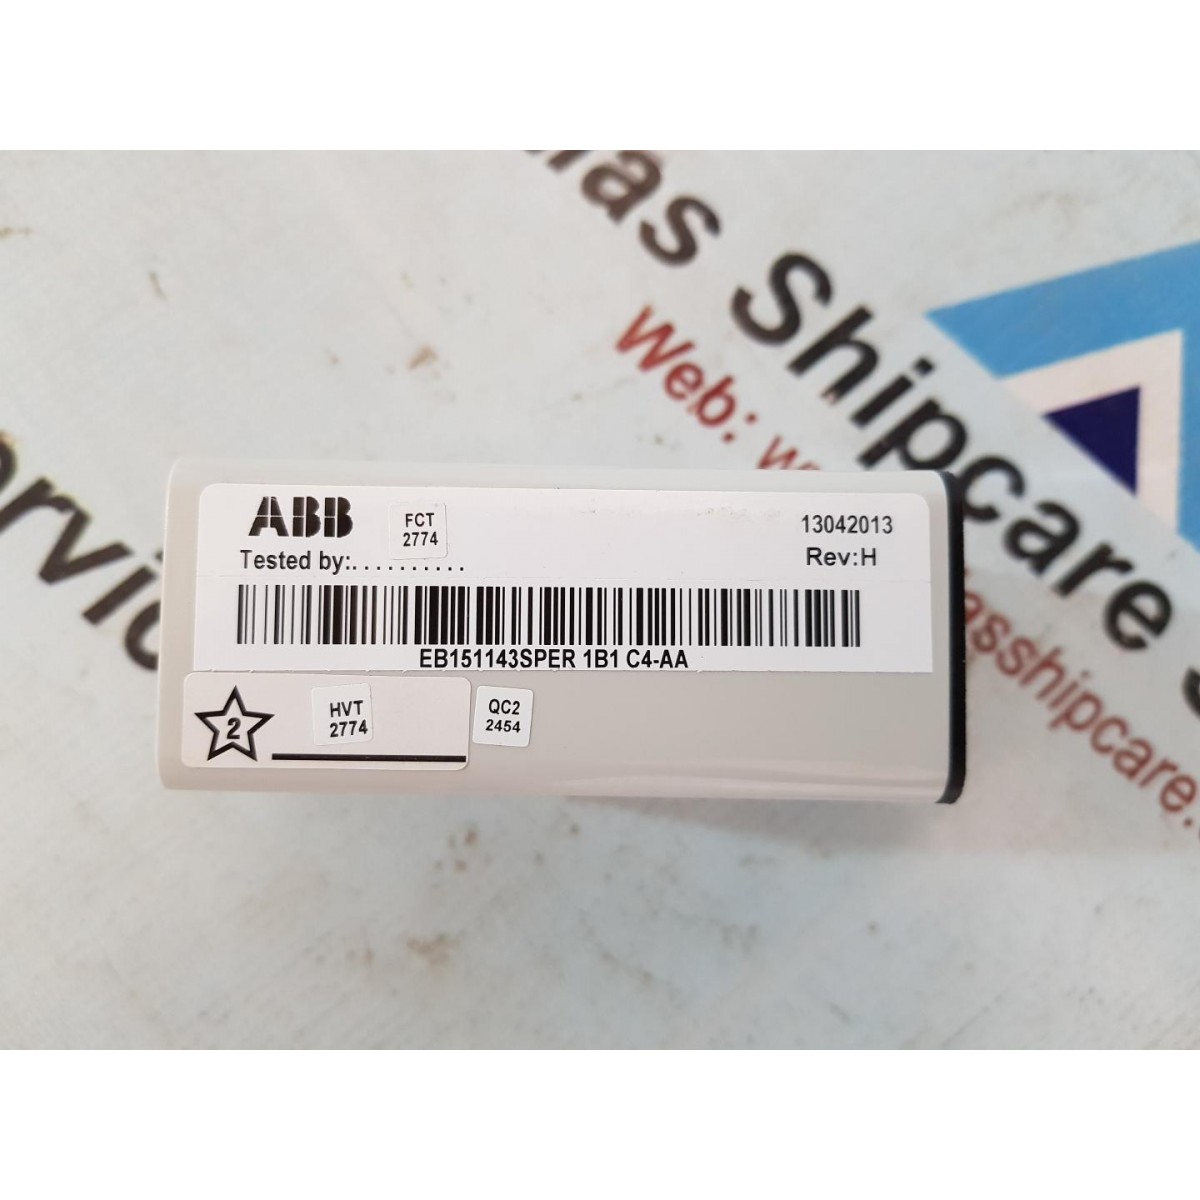 Shipcare
Web:
ABB
FCT
2774
13042013
Tested by:..........
Rev:H
EB151143SPER 1B1 C4-AA
2
HVT
2774
QC2
2454